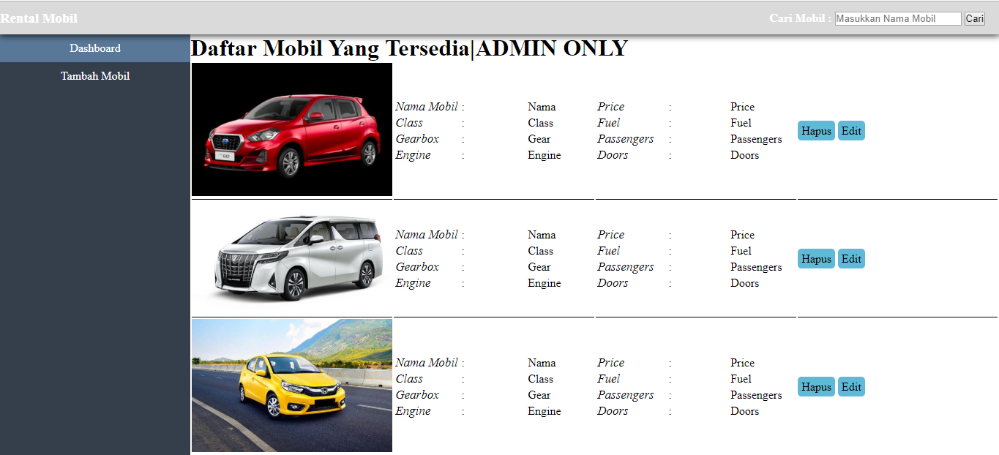 Rental Mobil
Cari Mobil : Masukkan Nama Mobil Cari
Dashboard
Tambah Mobil
Daftar Mobil Yang Tersedia|ADMIN ONLY
Nama Mobil : Nama Price : Price
Class : Class Fuel : Fuel
Gearbox : Gear Passengers : Passengers
Engine : Engine Doors : Doors
Hapus Edit
GO
Nama Mobil : Nama Price : Price
Class : Class Fuel : Fuel
Gearbox : Gear Passengers : Passengers
Engine : Engine Doors : Doors
Hapus Edit
Nama Mobil : Nama Price : Price
Class : Class Fuel : Fuel
Gearbox : Gear Passengers : Passengers
Engine : Engine Doors : Doors
Hapus Edit